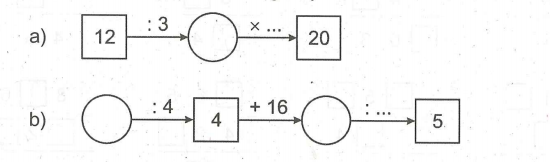 a) 12 : 3 × ... 20
b) : 4 4 + 16 : ... 5